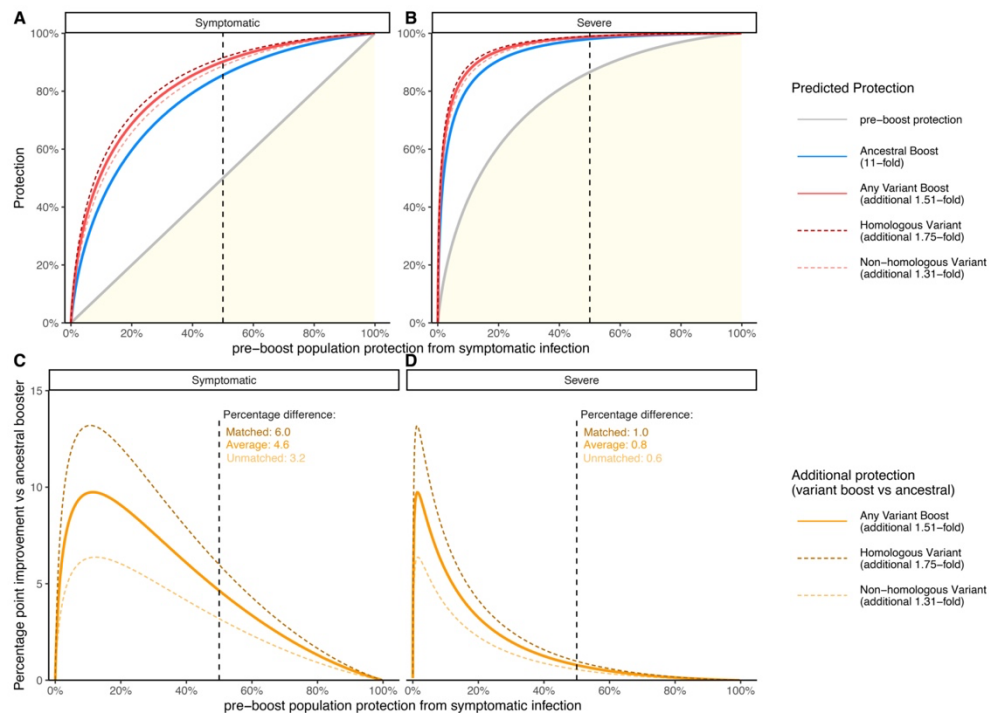 A
B
Symptomatic
Severe
100%
80%
60%
40%
20%
0%
Protection
0%
20%
40%
60%
80%
100%
100%
80%
60%
40%
20%
0%
0%
20%
40%
60%
80%
100%
pre-boost population protection from symptomatic infection
Predicted Protection
pre-boost protection
Ancestral Boost
(11-fold)
Any Variant Boost
(additional 1.51-fold)
Homologous Variant
(additional 1.75-fold)
Non-homologous Variant
(additional 1.31-fold)
C
D
Symptomatic
Severe
Percentage point improvement vs ancestral booster
15
10
5
0
Percentage difference:
Matched: 6.0
Average: 4.6
Unmatched: 3.2
0%
20%
40%
60%
80%
100%
Percentage difference:
Matched: 1.0
Average: 0.8
Unmatched: 0.6
0%
20%
40%
60%
80%
100%
pre-boost population protection from symptomatic infection
Additional protection
(variant boost vs ancestral)
Any Variant Boost
(additional 1.51-fold)
Homologous Variant
(additional 1.75-fold)
Non-homologous Variant
(additional 1.31-fold)